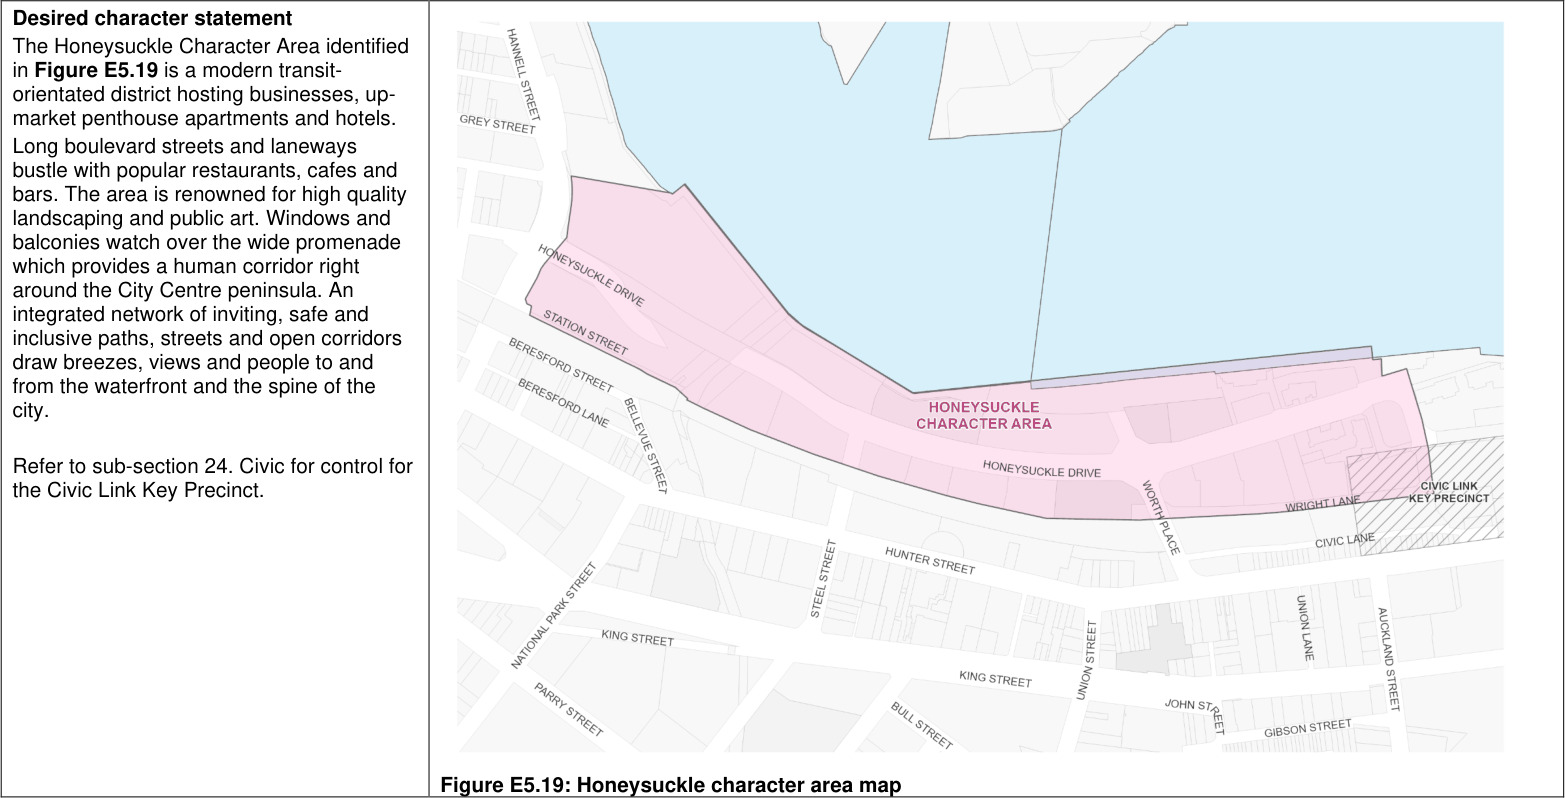 Desired character statement
The Honeysuckle Character Area identified
in Figure E5.19 is a modern transit-
orientated district hosting businesses, up-
market penthouse apartments and hotels.
Long boulevard streets and laneways
bustle with popular restaurants, cafes and
bars. The area is renowned for high quality
landscaping and public art. Windows and
balconies watch over the wide promenade
which provides a human corridor right
around the City Centre peninsula. An
integrated network of inviting, safe and
inclusive paths, streets and open corridors
draw breezes, views and people to and
from the waterfront and the spine of the
city.
Refer to sub-section 24. Civic for control for
the Civic Link Key Precinct.
HANNELL STREET
GREY STREET
HONEYSUCKLE DRIVE
STATION STREET
BERESFORD STREET
BERESFORD LANE
BELLEVUE STREET
HONEYSUCKLE
CHARACTER AREA
HONEYSUCKLE DRIVE
WORTH PLACE
WRIGHT LANE
CIVIC LINK
KEY PRECINCT
CIVIC LANE
HUNTER STREET
STEEL STREET
NATIONAL PARK STREET
KING STREET
KING STREET
PARRY STREET
BULL STREET
UNION STREET
UNION LANE
AUCKLAND STREET
JOHN STREET
GIBSON STREET
Figure E5.19: Honeysuckle character area map